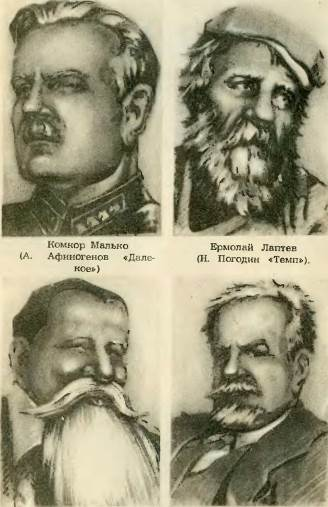 Комкор Малько
(А. Афиногенов «Дале-
кое»)
Ермолай Лаптев
(Н. Погодин «Темп»).